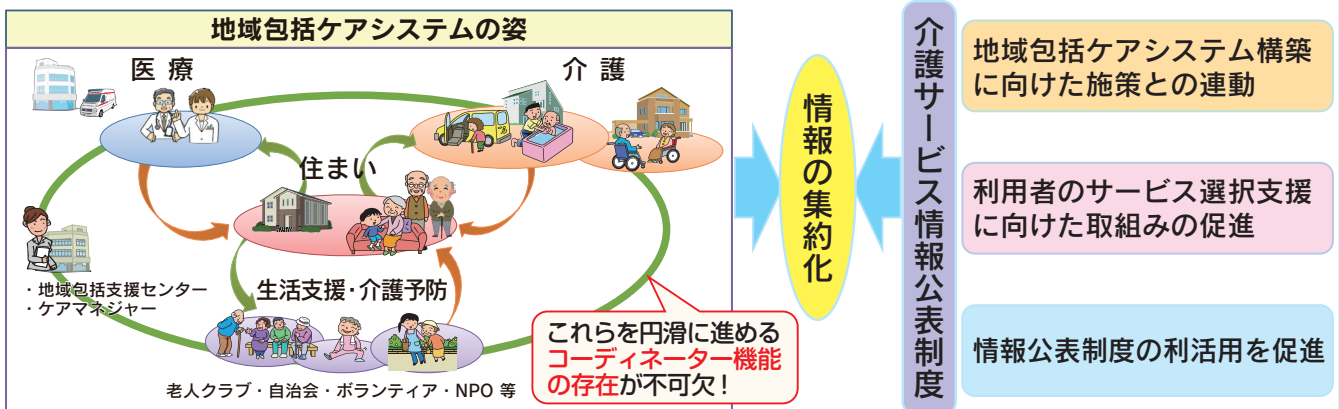 地域包括ケアシステムの姿
医 療
介 護
住まい
・地域包括支援センター
・ケアマネジャー
生活支援・介護予防
老人クラブ・自治会・ボランティア・NPO 等
これらを円滑に進める
コーディネーター機能
の存在が不可欠！
情報の集約化
介護サービス情報公表制度
地域包括ケアシステム構築
に向けた施策との連動
利用者のサービス選択支援
に向けた取組みの促進
情報公表制度の利活用を促進